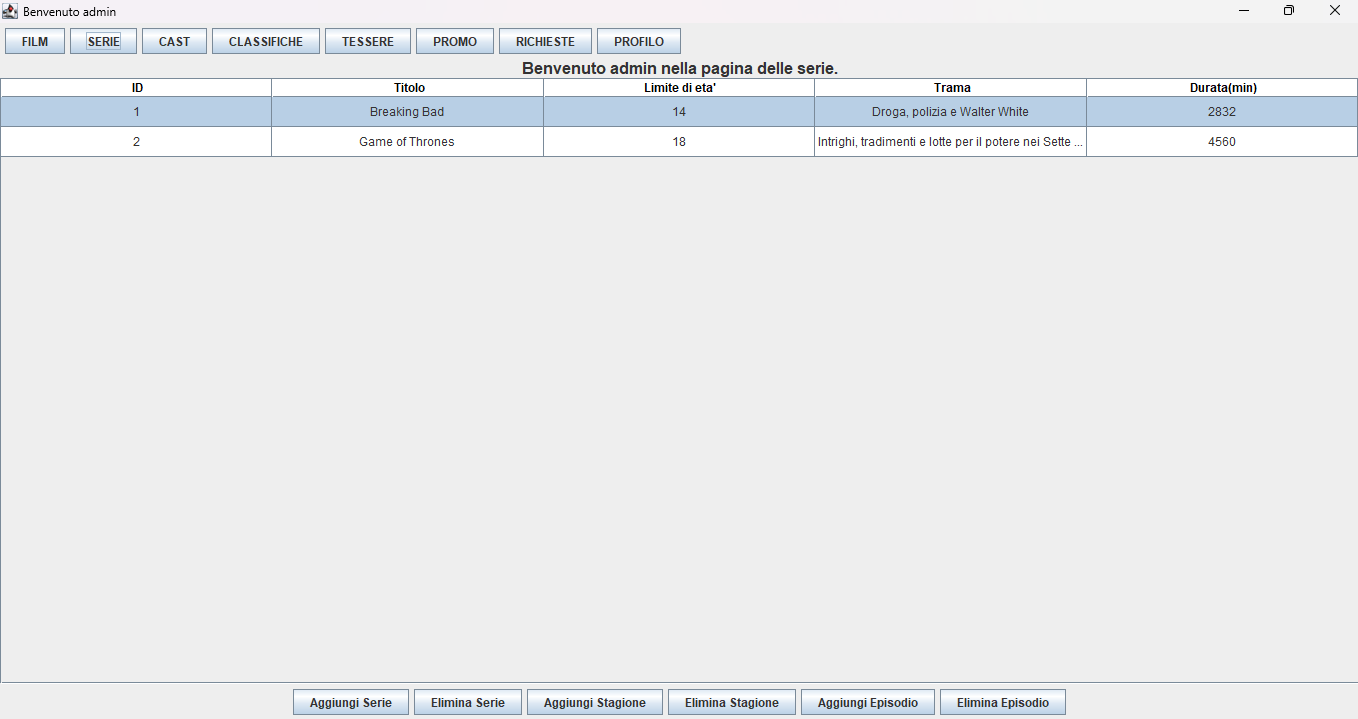 Benvenuto admin
FILM SERIE CAST CLASSIFICHE TESSERE PROMO RICHIESTE PROFILO
Benvenuto admin nella pagina delle serie.
ID Titolo Limite di eta' Trama Durata(min)
1 Breaking Bad 14 Droga, polizia e Walter White 2832
2 Game of Thrones 18 Intrighi, tradimenti e lotte per il potere nei Sette ... 4560
Aggiungi Serie Elimina Serie Aggiungi Stagione Elimina Stagione Aggiungi Episodio Elimina Episodio